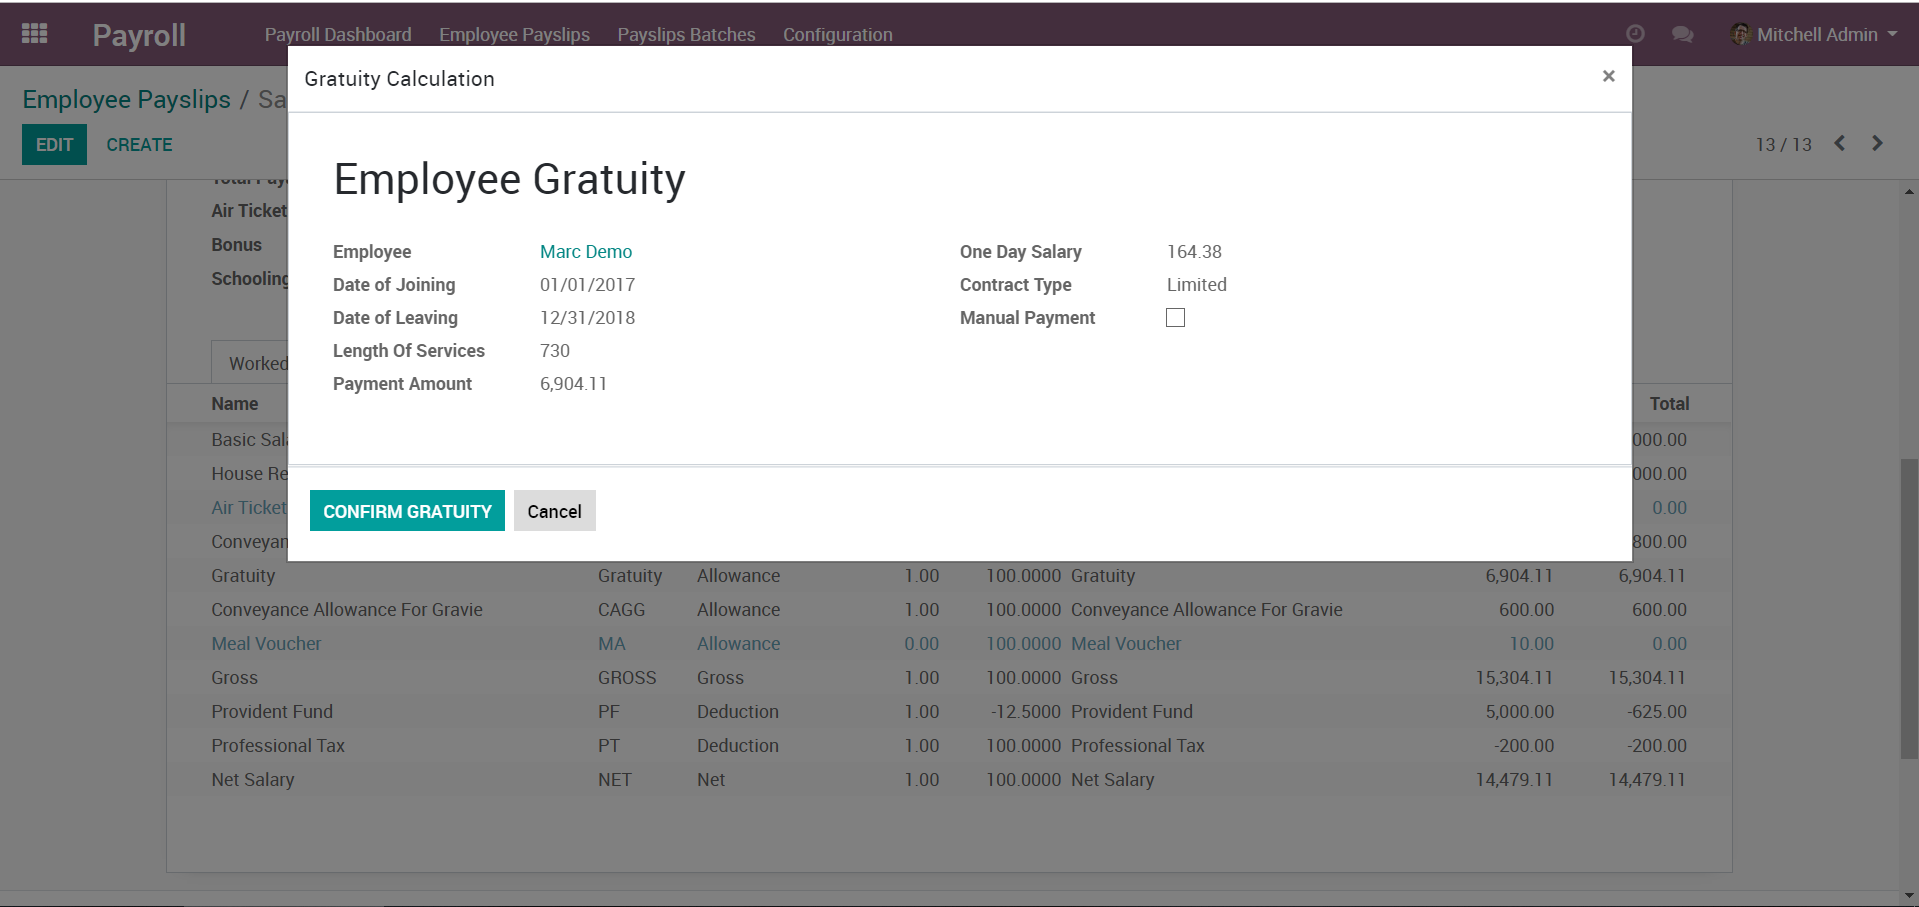 Payroll Payroll Dashboard Employee Payslips Payslips Batches Configuration Mitchell Admin
Gratuity Calculation ×
Employee Payslips / Sa
EDIT CREATE 13 / 13
Employee Gratuity
Air Ticket
Bonus
Schooling
Employee Marc Demo One Day Salary 164.38
Date of Joining 01/01/2017 Contract Type Limited
Date of Leaving 12/31/2018 Manual Payment
Length Of Services 730
Payment Amount 6,904.11
Worked
Name Total
Basic Sal 000.00
House Re 000.00
Air Ticket 0.00
CONFIRM GRATUITY Cancel
Conveyan 800.00
Gratuity Gratuity Allowance 1.00 100.0000 Gratuity 6,904.11 6,904.11
Conveyance Allowance For Gravie CAGG Allowance 1.00 100.0000 Conveyance Allowance For Gravie 600.00 600.00
Meal Voucher MA Allowance 0.00 100.0000 Meal Voucher 10.00 0.00
Gross GROSS Gross 1.00 100.0000 Gross 15,304.11 15,304.11
Provident Fund PF Deduction 1.00 -12.5000 Provident Fund 5,000.00 -625.00
Professional Tax PT Deduction 1.00 100.0000 Professional Tax -200.00 -200.00
Net Salary NET Net 1.00 100.0000 Net Salary 14,479.11 14,479.11